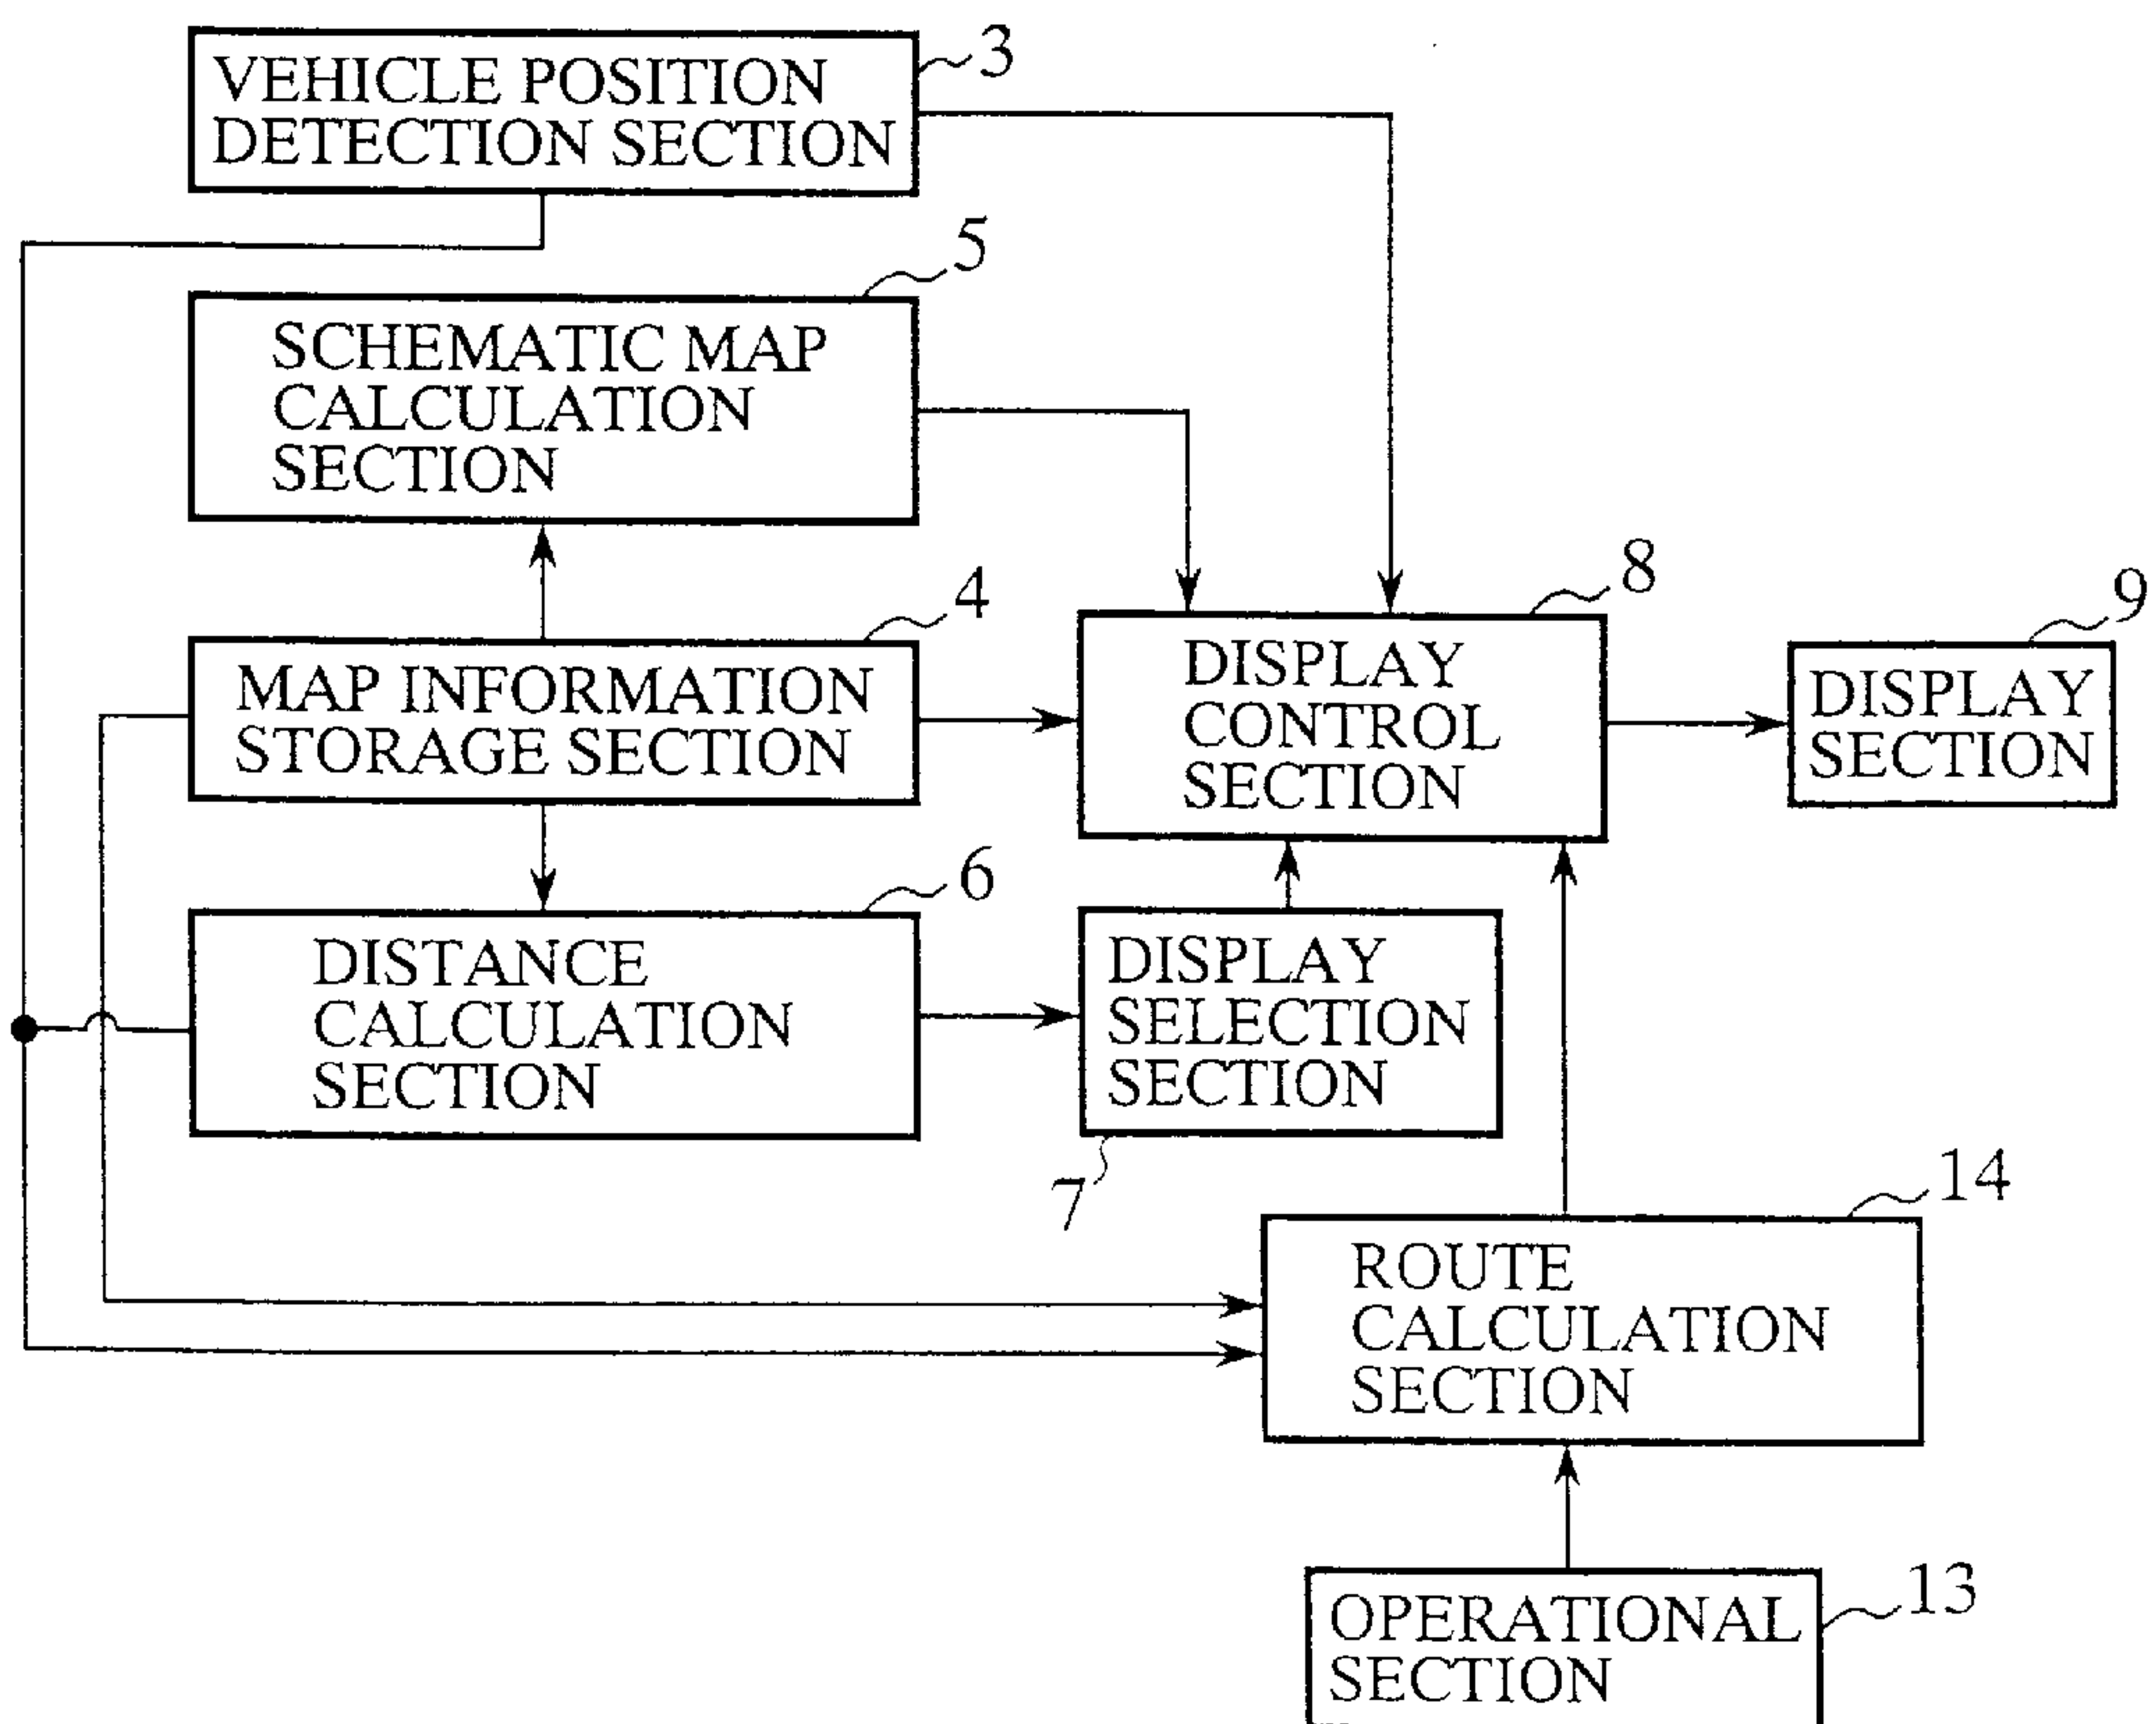 VEHICLE POSITION
DETECTION SECTION
3
SCHEMATIC MAP
CALCULATION
SECTION
5
MAP INFORMATION
STORAGE SECTION
4
DISPLAY
CONTROL
SECTION
8
DISPLAY
SECTION
9
DISTANCE
CALCULATION
SECTION
6
DISPLAY
SELECTION
SECTION
7
ROUTE
CALCULATION
SECTION
14
OPERATIONAL
SECTION
13